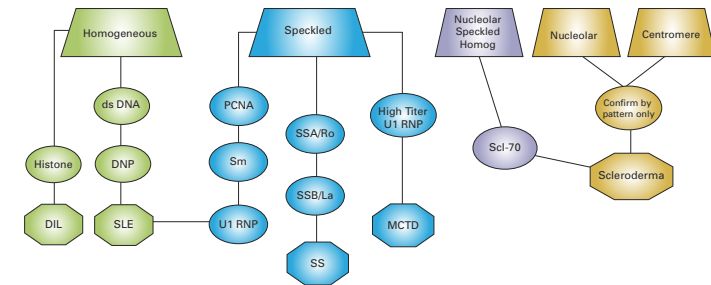 Homogeneous
Speckled
Nucleolar
Speckled
Homog
Nucleolar
Centromere
ds DNA
PCNA
SSA/Ro
High Titer
U1 RNP
Confirm by
pattern only
Histone
DNP
Sm
SSB/La
Scl-70
Scleroderma
DIL
SLE
U1 RNP
MCTD
SS